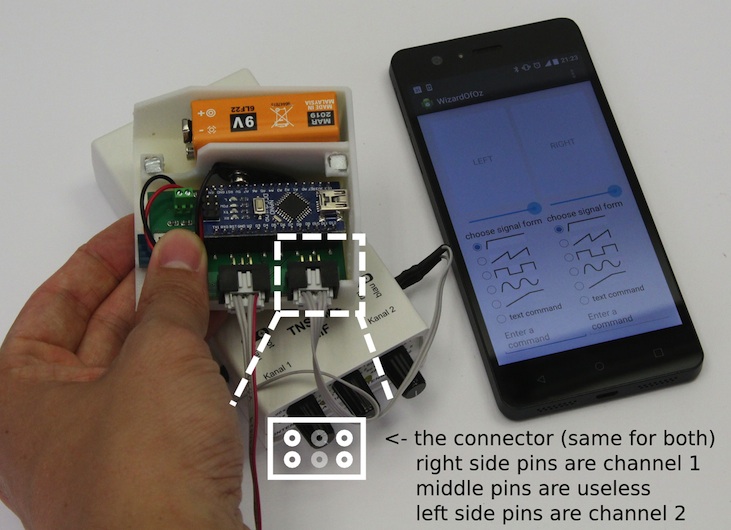 21:23
WizardOfOz
LEFT
RIGHT
choose signal form
choose signal form
text command
text command
Enter a
command
Enter a
command
MAR
2019
9V
6LF22
MADE IN
MALAYSIA
Kanal 1
Kanal 2
<- the connector (same for both)
right side pins are channel 1
middle pins are useless
left side pins are channel 2